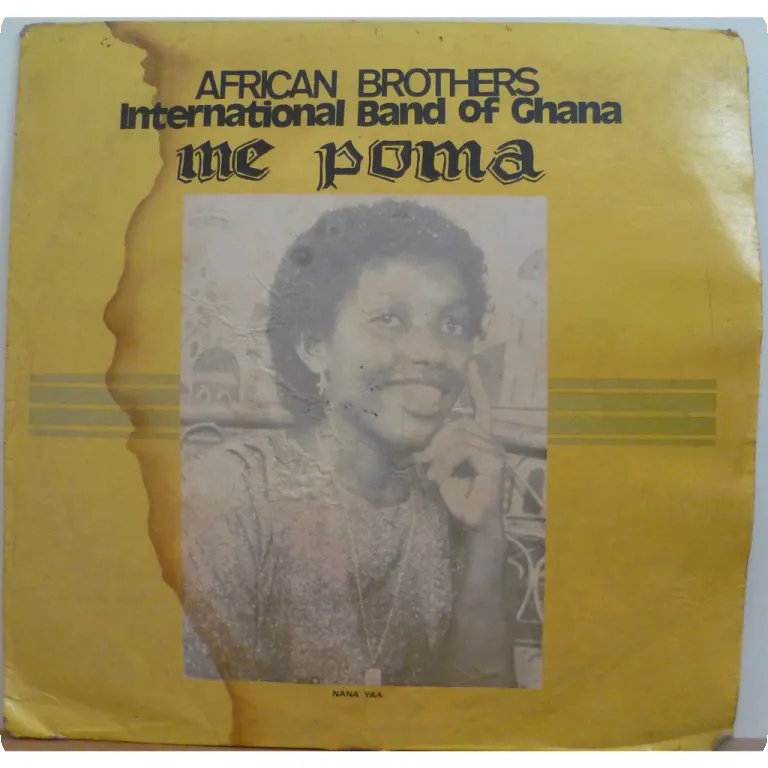 AFRICAN BROTHERS
International Band of Ghana
me poma
NANA YAA